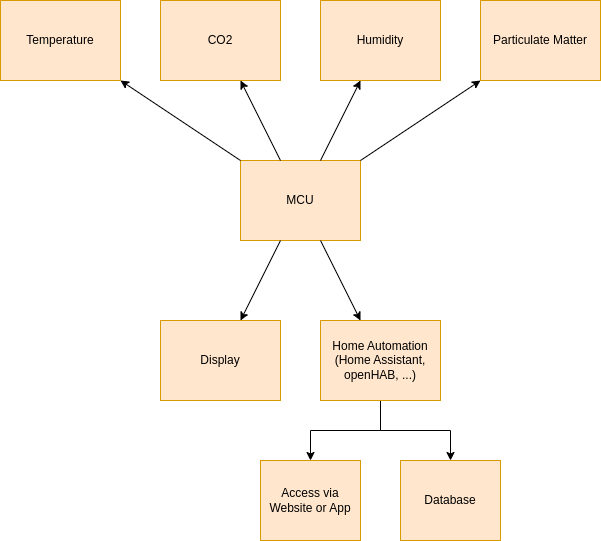 Temperature
CO2
Humidity
Particulate Matter
MCU
Display
Home Automation
(Home Assistant,
openHAB, ...)
Access via
Website or App
Database